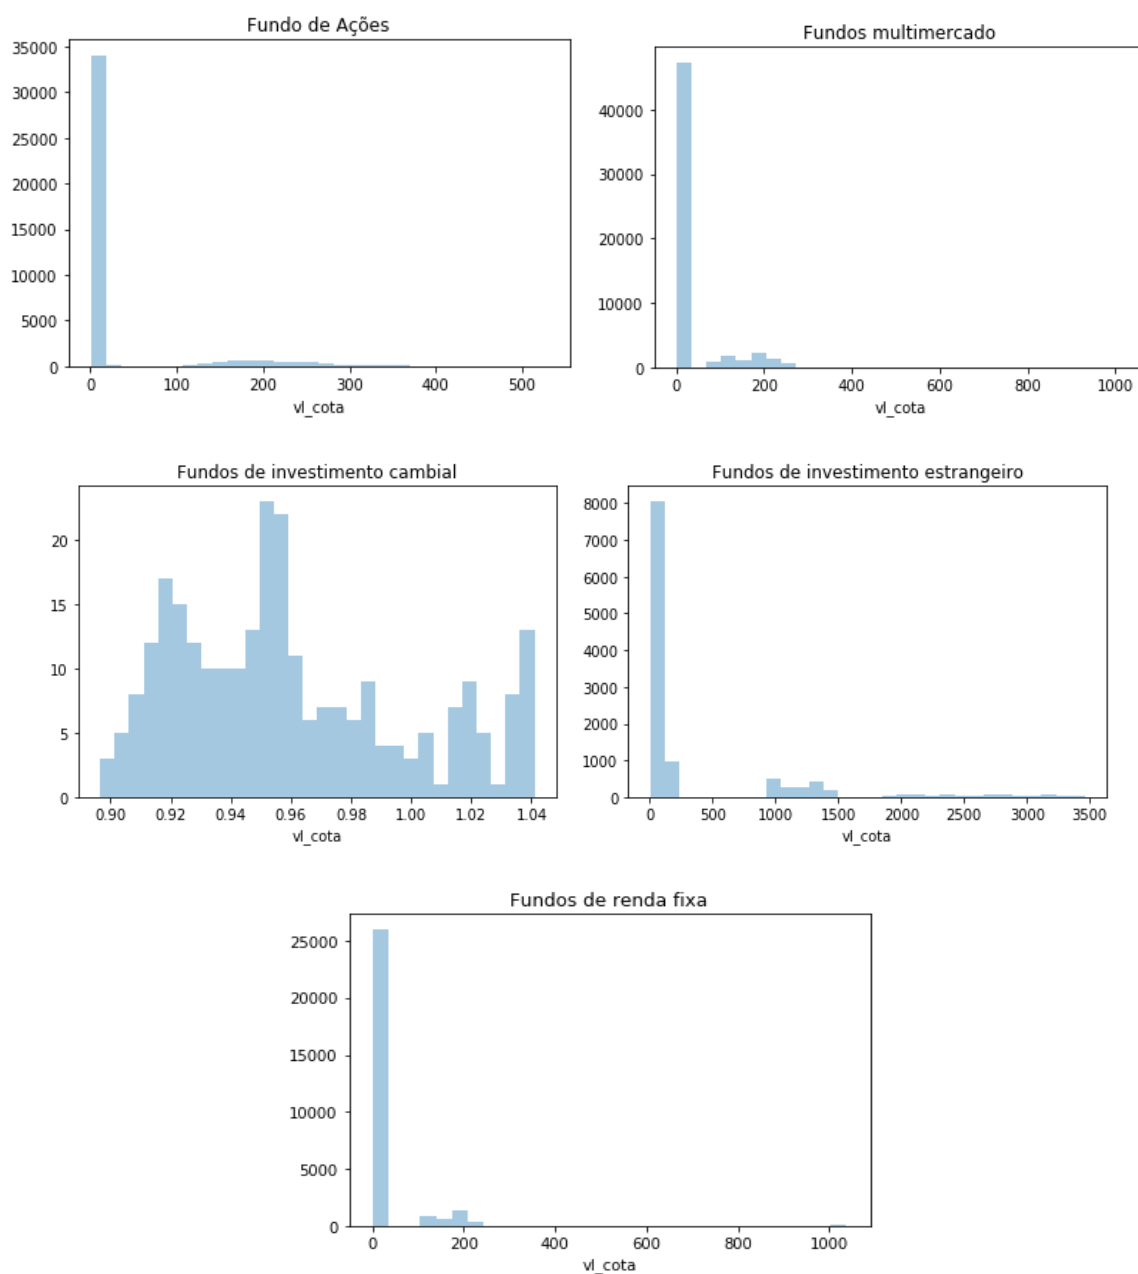 Fundo de Ações
35000
30000
25000
20000
15000
10000
5000
0
0 100 200 300 400 500
vl_cota
Fundos multimercado
40000
30000
20000
10000
0
0 200 400 600 800 1000
vl_cota
Fundos de investimento cambial
20
15
10
5
0
0.90 0.92 0.94 0.96 0.98 1.00 1.02 1.04
vl_cota
Fundos de investimento estrangeiro
8000
7000
6000
5000
4000
3000
2000
1000
0
0 500 1000 1500 2000 2500 3000 3500
vl_cota
Fundos de renda fixa
25000
20000
15000
10000
5000
0
0 200 400 600 800 1000
vl_cota